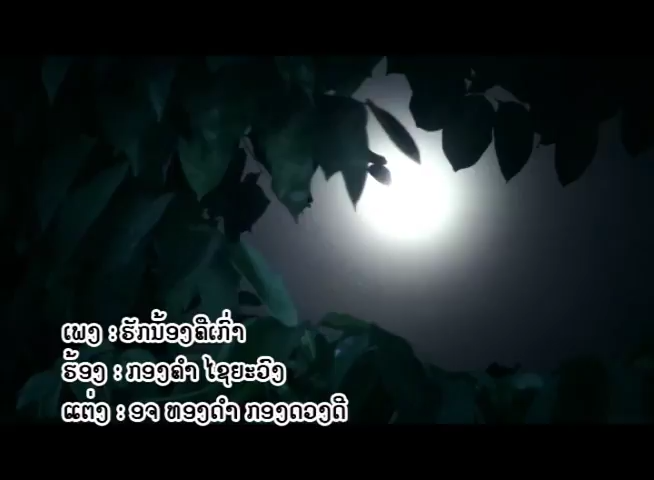 ເພງ : ຮັກນ້ອງຄືເກົ່າ
ຮ້ອງ : ກອງຄຳ ໄຊຍະວົງ
ແຕ່ງ : ອຈ ທອງດຳ ກອງດວງດີ